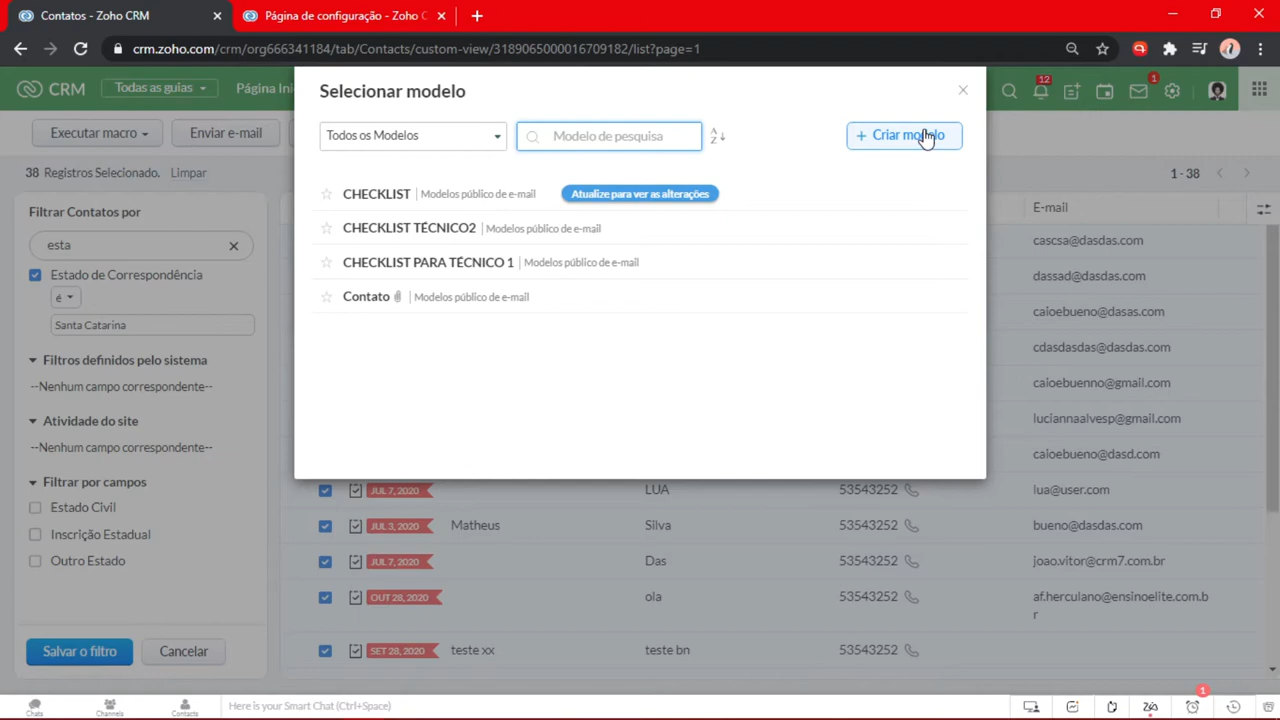 Contatos - Zoho CRM
Página de configuração - Zoho C
crm.zoho.com/crm/org666341184/tab/Contacts/custom-view/3189065000016709182/list?page=1
CRM
Todas as guias
Página Ini
12
1
Executar macro
Enviar e-mail
38 Registros Selecionado.
Limpar
1 - 38
Filtrar Contatos por
esta
Estado de Correspondência
é
Santa Catarina
Filtros definidos pelo sistema
--Nenhum campo correspondente--
Atividade do site
--Nenhum campo correspondente--
Filtrar por campos
Estado Civil
Inscrição Estadual
Outro Estado
Salvar o filtro
Cancelar
Selecionar modelo
Todos os Modelos
Modelo de pesquisa
A
Z
Criar modelo
CHECKLIST
Modelos público de e-mail
Atualize para ver as alterações
CHECKLIST TÉCNICO2
Modelos público de e-mail
CHECKLIST PARA TÉCNICO 1
Modelos público de e-mail
Contato
Modelos público de e-mail
E-mail
cascsa@dasdas.com
dassad@dasdas.com
caioebueno@dasas.com
cdasdasdas@dasdas.com
caioebuenno@gmail.com
luciannaalvesp@gmail.com
caioebueno@dasd.com
JUL 7, 2020
LUA
53543252
lua@user.com
JUL 3, 2020
Matheus
Silva
53543252
bueno@dasdas.com
JUL 7, 2020
Das
53543252
joao.vitor@crm7.com.br
OUT 28, 2020
ola
53543252
af.herculano@ensinoelite.com.b
r
SET 28, 2020
teste xx
teste bn
53543252
Chats
Channels
Contacts
Here is your Smart Chat (Ctrl+Space)
1